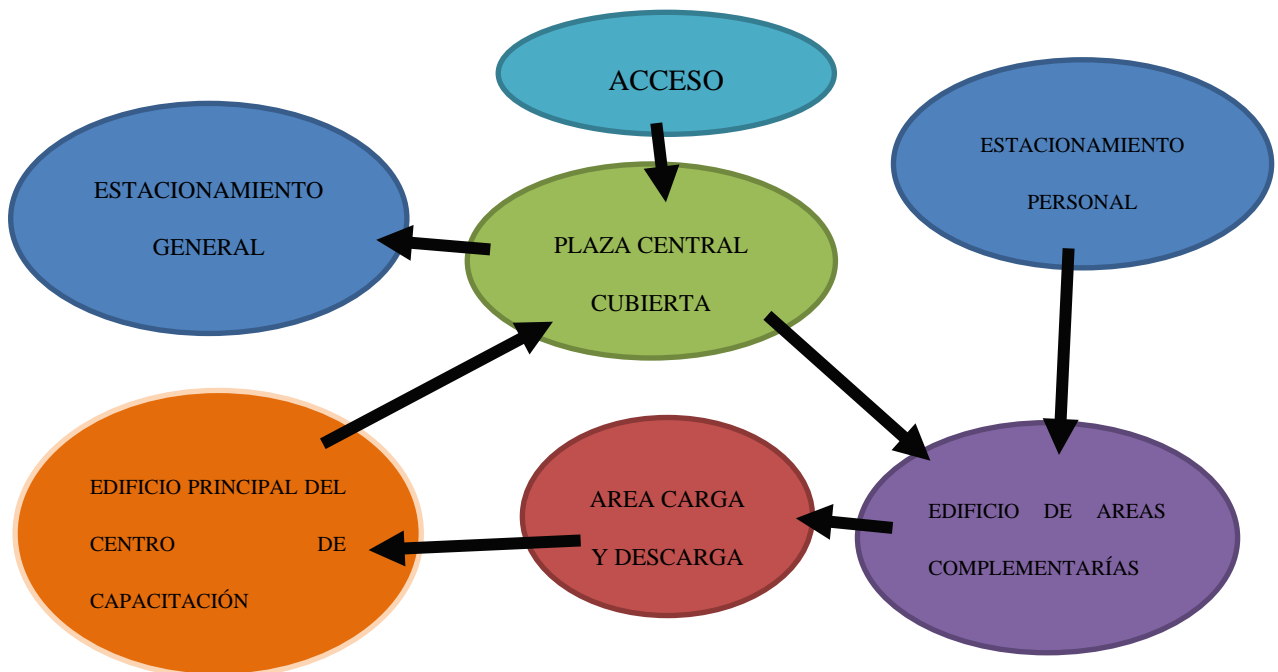 ACCESO
ESTACIONAMIENTO
PERSONAL
ESTACIONAMIENTO
GENERAL
PLAZA CENTRAL
CUBIERTA
EDIFICIO PRINCIPAL DEL
CENTRO DE
CAPACITACIÓN
AREA CARGA
Y DESCARGA
EDIFICIO DE AREAS
COMPLEMENTARÍAS